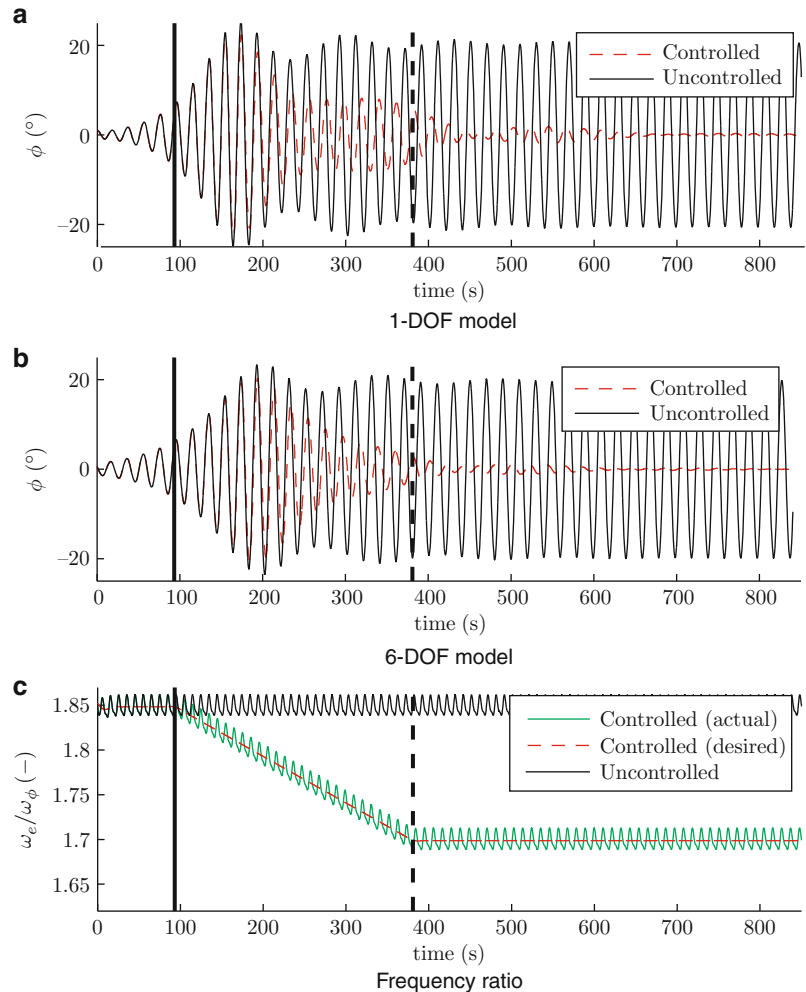 a
20
0
−20
ϕ (°)
Controlled
Uncontrolled
0 100 200 300 400 500 600 700 800
time (s)
1-DOF model
b
20
0
−20
ϕ (°)
Controlled
Uncontrolled
0 100 200 300 400 500 600 700 800
time (s)
6-DOF model
c
1.85
1.8
1.75
1.7
1.65
ωe/ωϕ (−)
Controlled (actual)
Controlled (desired)
Uncontrolled
0 100 200 300 400 500 600 700 800
time (s)
Frequency ratio